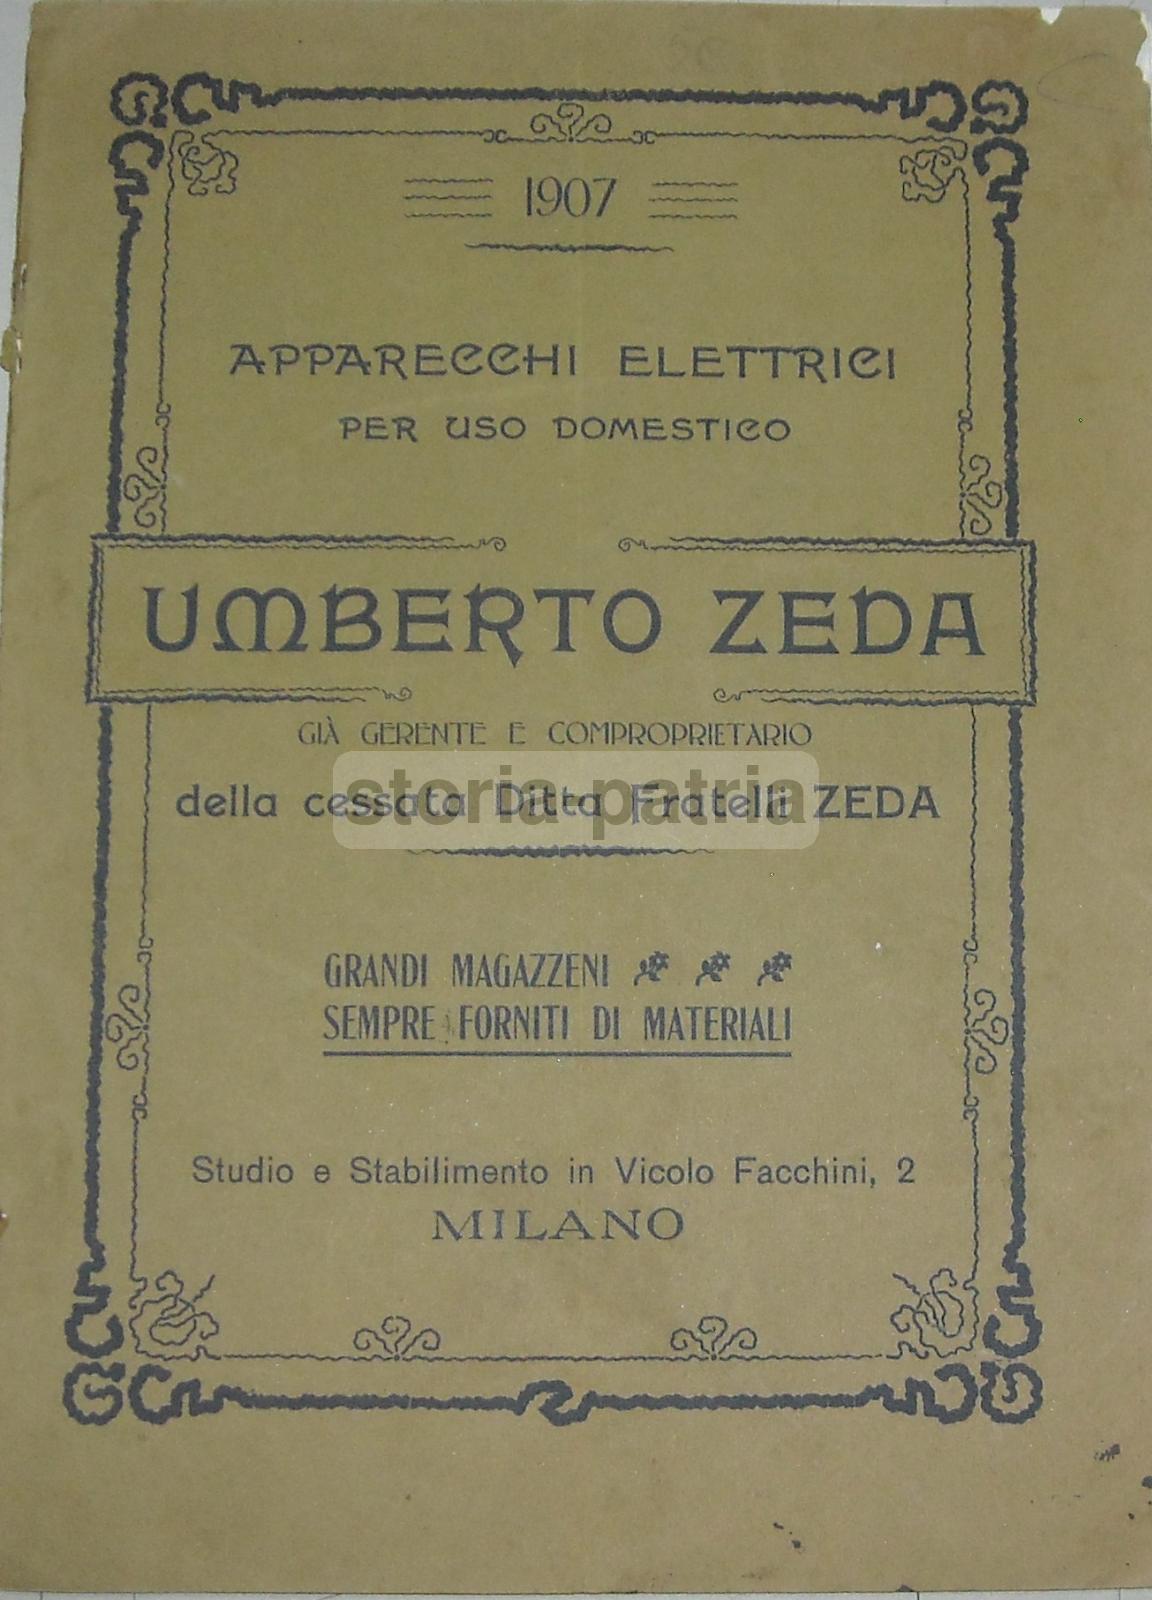 1907
APPARECCHI ELETTRICI
PER USO DOMESTICO
UMBERTO ZEDA
GIÀ GERENTE E COMPROPRIETARIO
della cessata Ditta Fratelli ZEDA
storia patria
GRANDI MAGAZZENI
SEMPRE FORNITI DI MATERIALI
Studio e Stabilimento in Vicolo Facchini, 2
MILANO